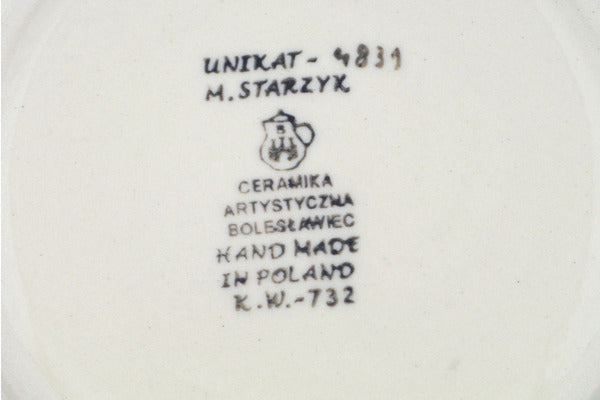 UNIKAT - 4831
M. STARZYK
CERAMIKA
ARTYSTYCZNA
BOLESŁAWIEC
HAND MADE
IN POLAND
K.W.-732